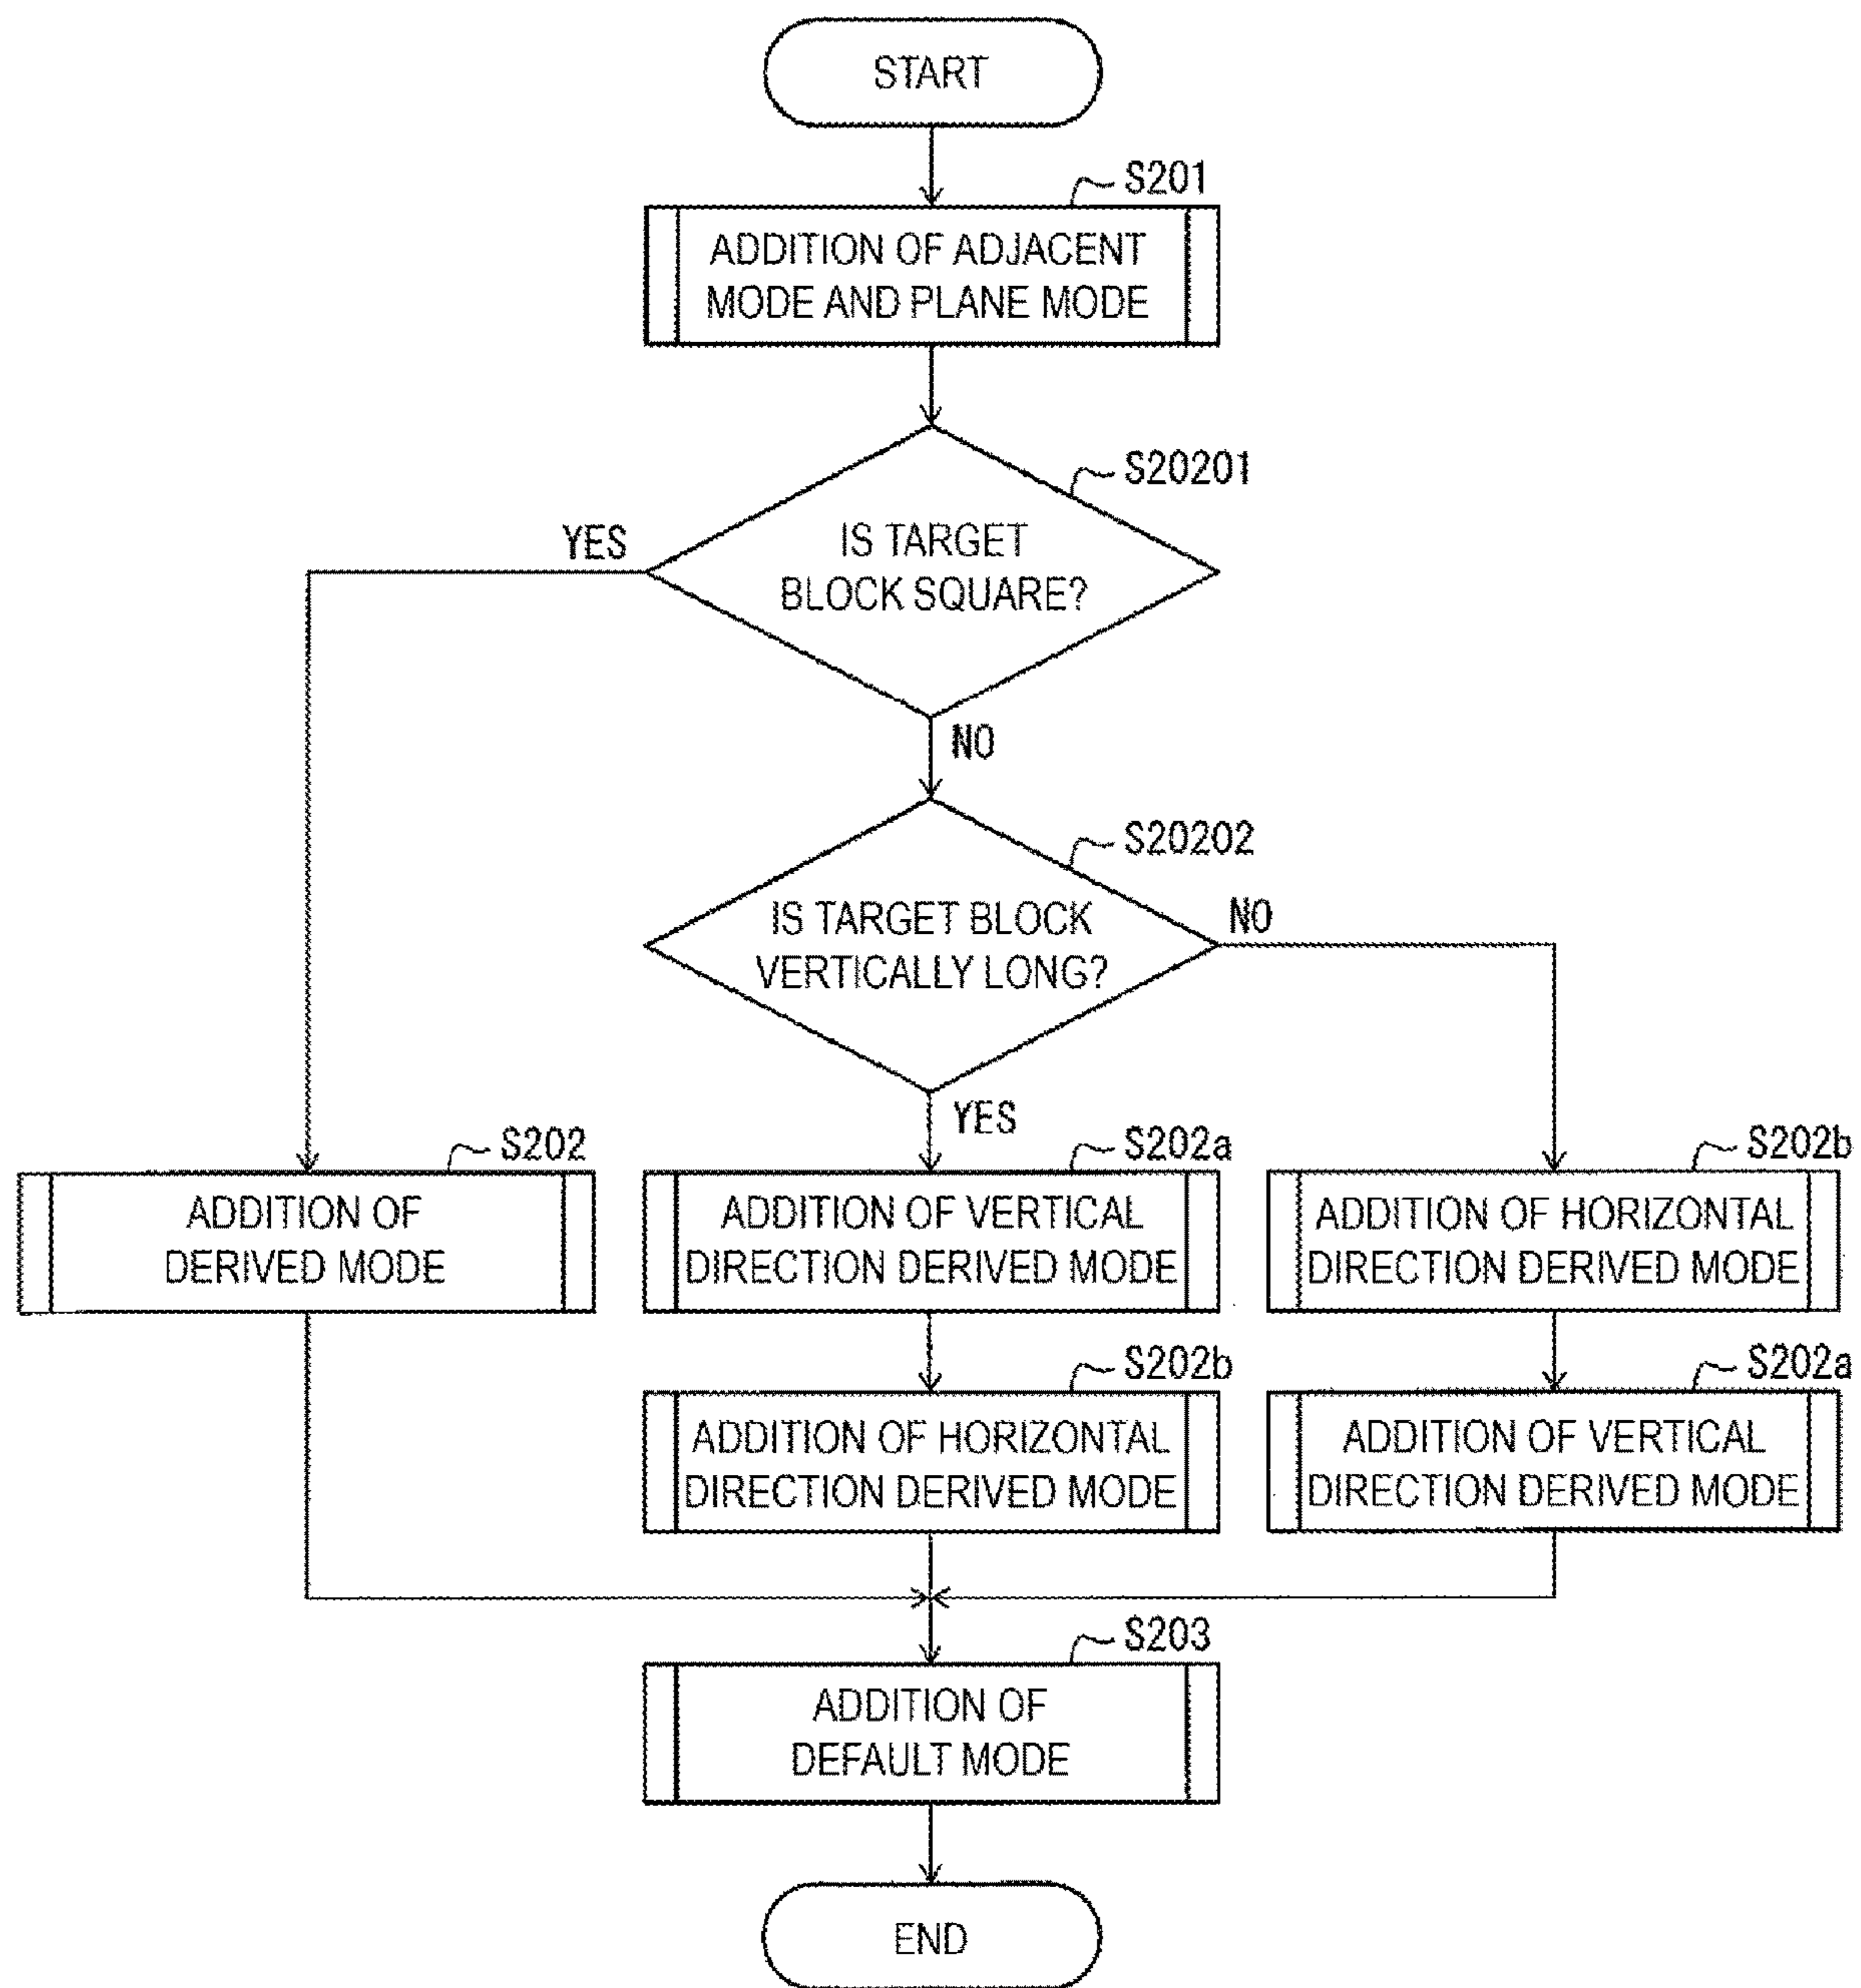 START
S201
ADDITION OF ADJACENT
MODE AND PLANE MODE
S20201
YES
IS TARGET
BLOCK SQUARE?
NO
S20202
IS TARGET BLOCK
VERTICALLY LONG?
NO
YES
S202
ADDITION OF
DERIVED MODE
S202a
ADDITION OF VERTICAL
DIRECTION DERIVED MODE
S202b
ADDITION OF HORIZONTAL
DIRECTION DERIVED MODE
S202b
ADDITION OF HORIZONTAL
DIRECTION DERIVED MODE
S202a
ADDITION OF VERTICAL
DIRECTION DERIVED MODE
S203
ADDITION OF
DEFAULT MODE
END